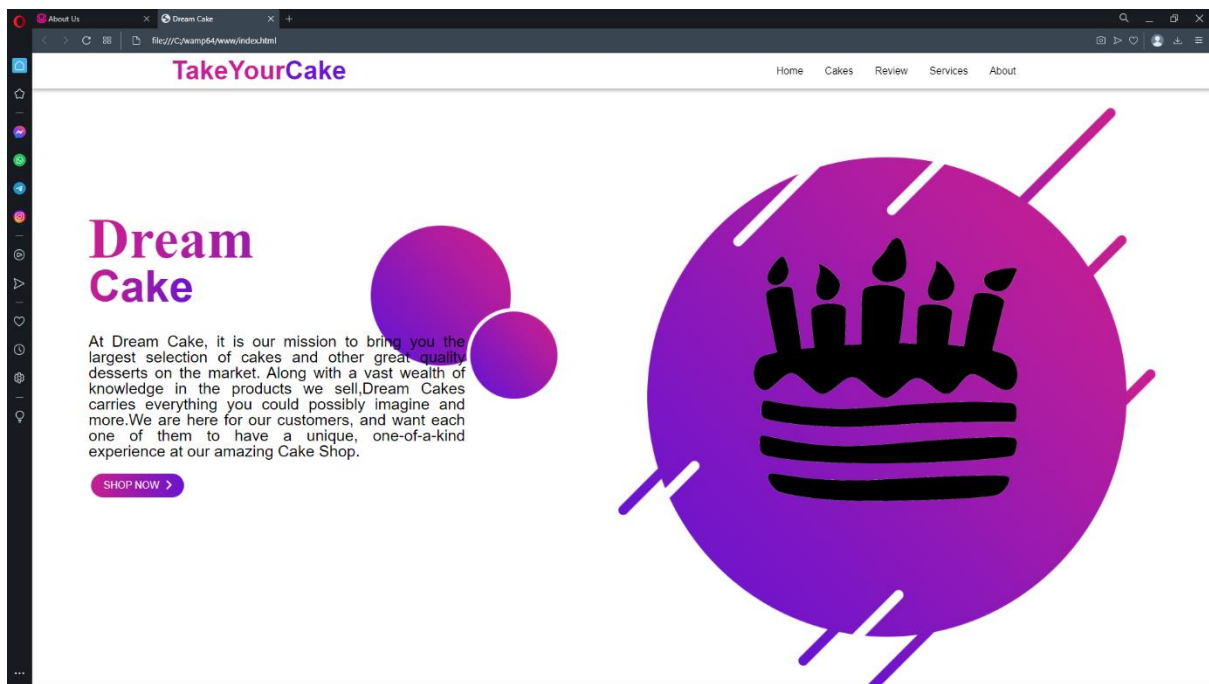 About Us
Dream Cake
file:///C:/wamp64/www/index.html
TakeYourCake
Home Cakes Review Services About
Dream
Cake
At Dream Cake, it is our mission to bring you the
largest selection of cakes and other great quality
desserts on the market. Along with a vast wealth of
knowledge in the products we sell,Dream Cakes
carries everything you could possibly imagine and
more.We are here for our customers, and want each
one of them to have a unique, one-of-a-kind
experience at our amazing Cake Shop.
SHOP NOW